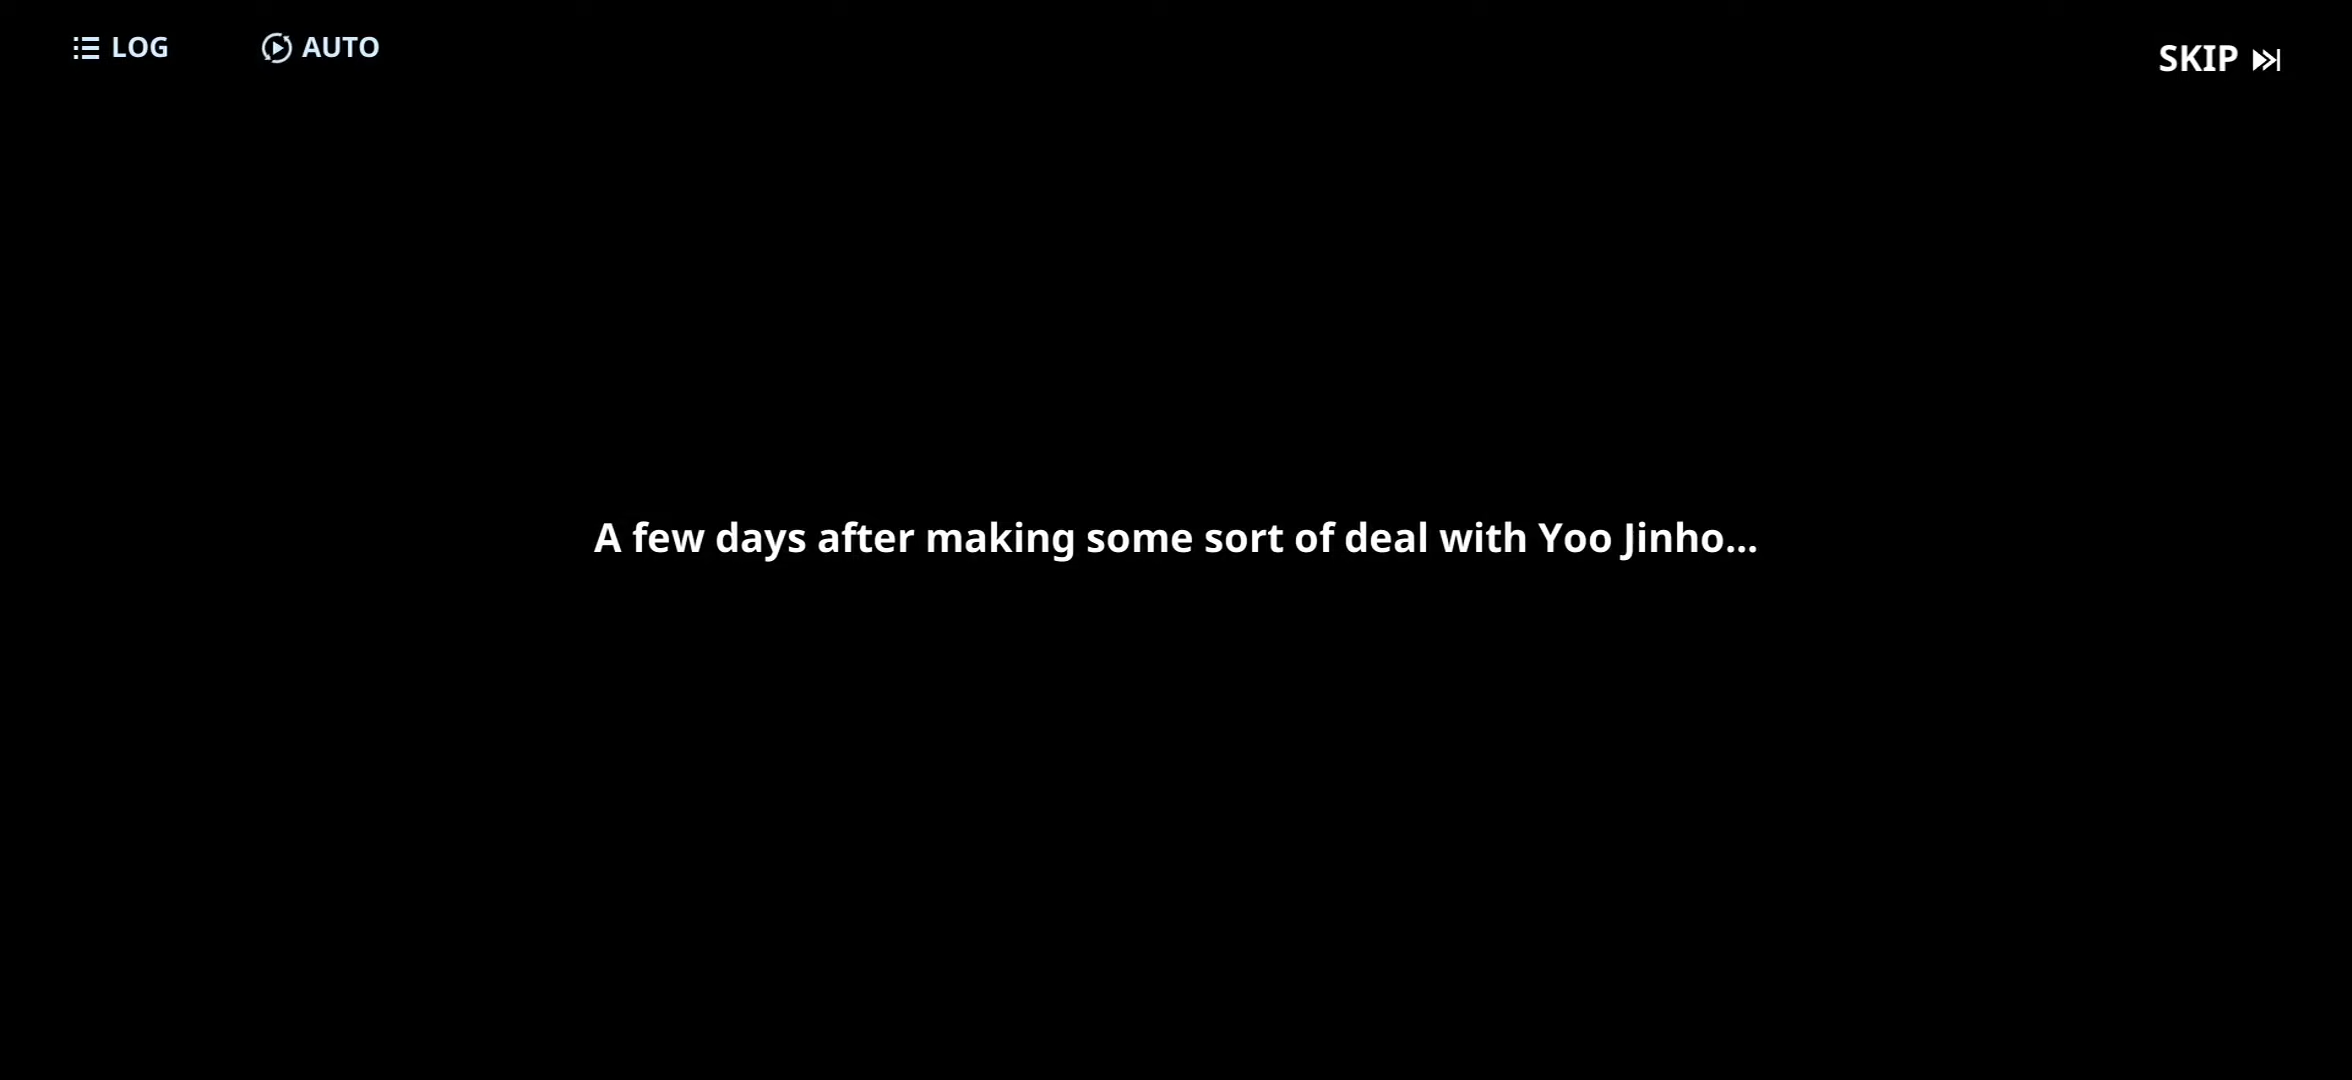 LOG
AUTO
SKIP
A few days after making some sort of deal with Yoo Jinho...